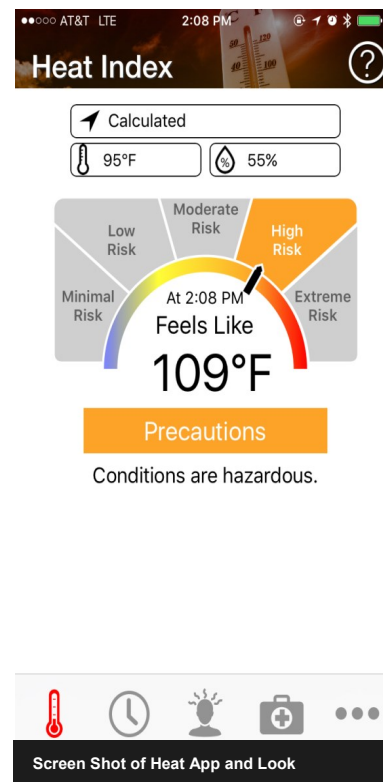 AT&T LTE 2:08 PM
Heat Index
?
Calculated
95°F
% 55%
Minimal
Risk
Low
Risk
Moderate
Risk
High
Risk
Extreme
Risk
At 2:08 PM
Feels Like
109°F
Precautions
Conditions are hazardous.
Screen Shot of Heat App and Look